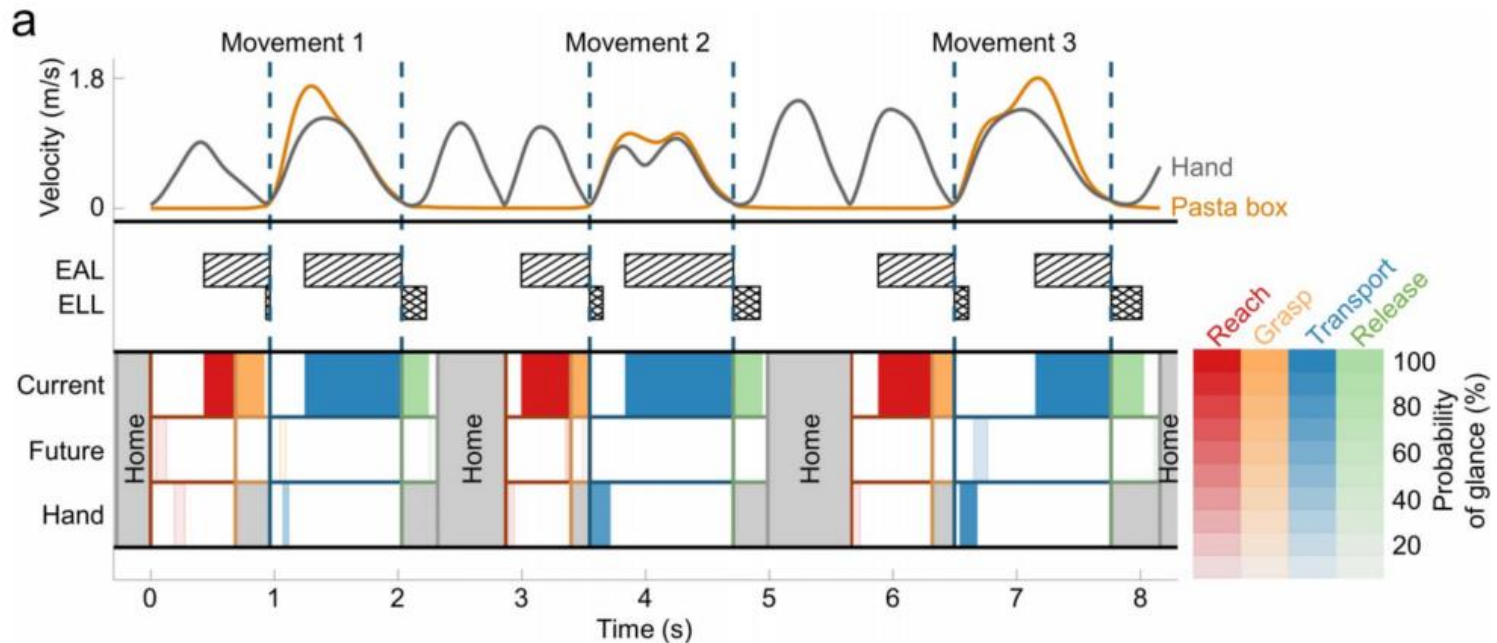 a
Movement 1
Movement 2
Movement 3
Velocity (m/s)
1.8
0
Hand
Pasta box
EAL
ELL
Reach
Grasp
Transport
Release
Current
Future
Hand
Home
Home
Home
Home
100
80
60
40
20
Probability
of glance (%)
0 1 2 3 4 5 6 7 8
Time (s)